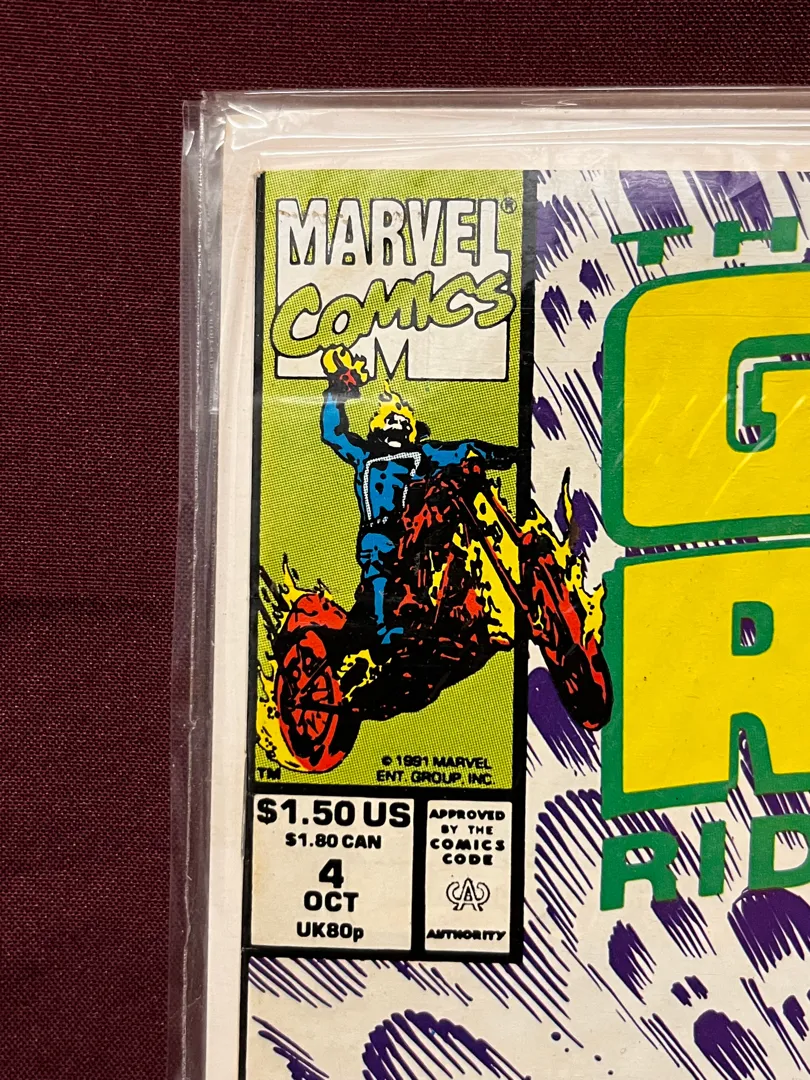 MARVEL®
COMICS
M
TM
© 1991 MARVEL
ENT. GROUP, INC.
$1.50 US
$1.80 CAN
4
OCT
UK80p
APPROVED
BY THE
COMICS
CODE
CA
AUTHORITY
TH
G
R
RID